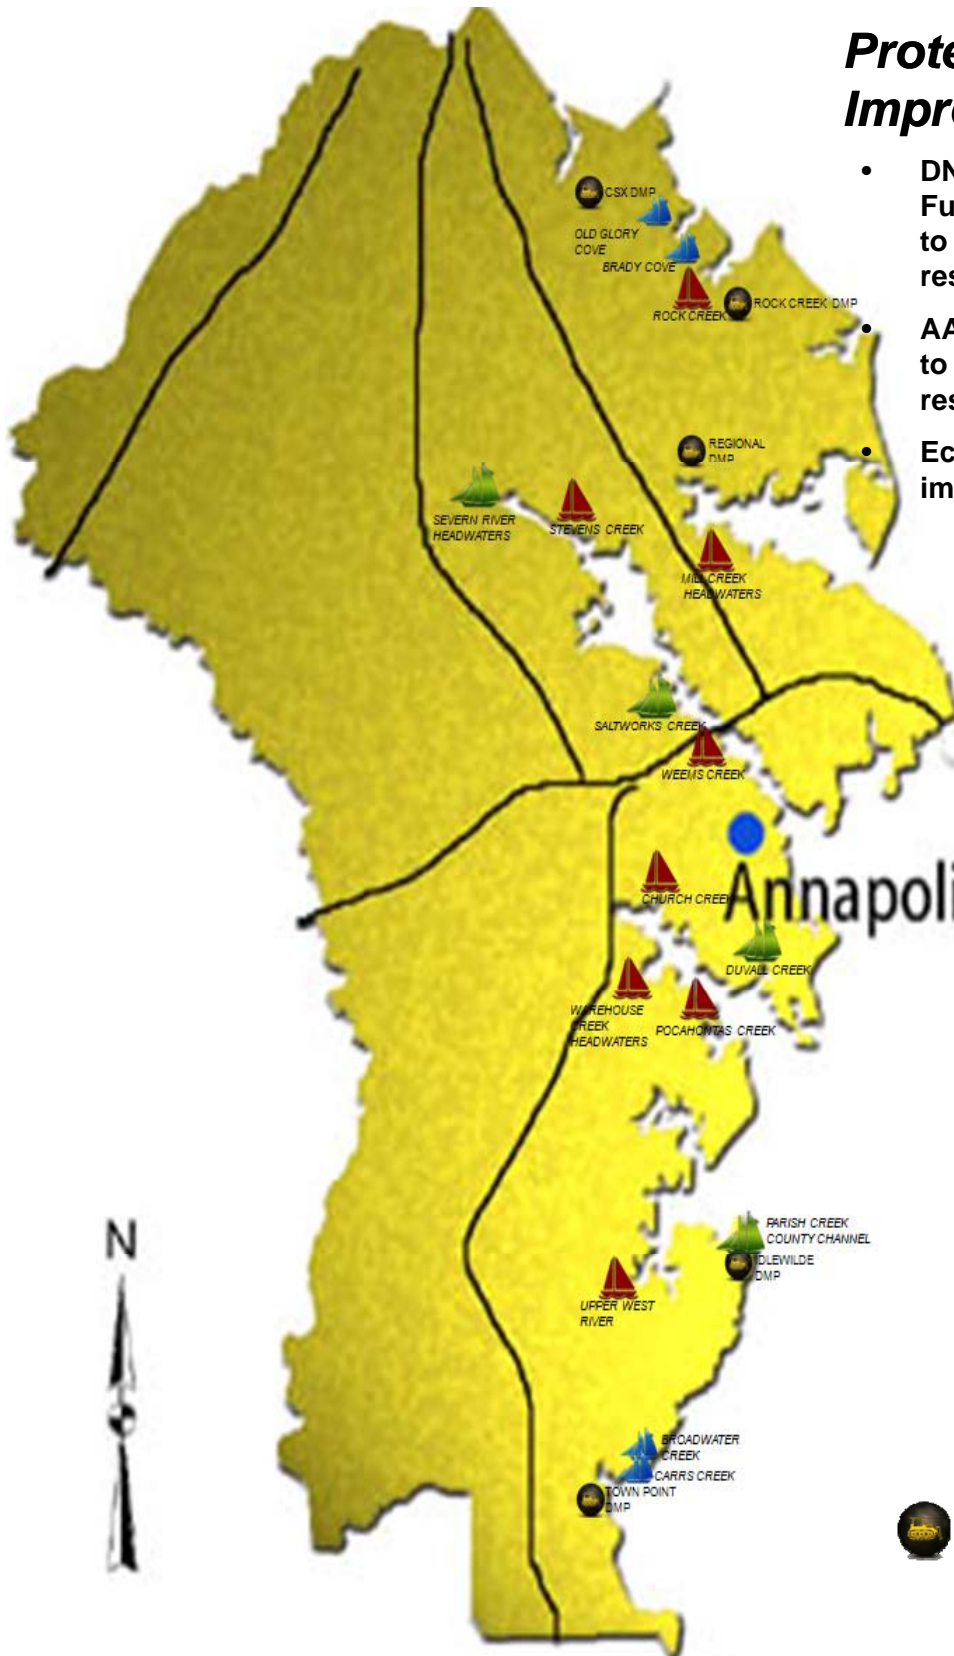 Prote
Impro
• DN
Fu
to
res
• AA
to
res
• Ec
im
CSX DMP
OLD GLORY
COVE
BRADY COVE
ROCK CREEK
ROCK CREEK DMP
REGIONAL
DMP
SEVERN RIVER
HEADWATERS
STEVENS CREEK
MILL CREEK
HEADWATERS
SALTWORKS CREEK
WEEMS CREEK
CHURCH CREEK
Annapoli
DUVALL CREEK
WAREHOUSE
CREEK
HEADWATERS
POCAHONTAS CREEK
N
PARISH CREEK
COUNTY CHANNEL
DLEWILDE
DMP
UPPER WEST
RIVER
BROADWATER
CREEK
CARRS CREEK
TOWN POINT
DMP